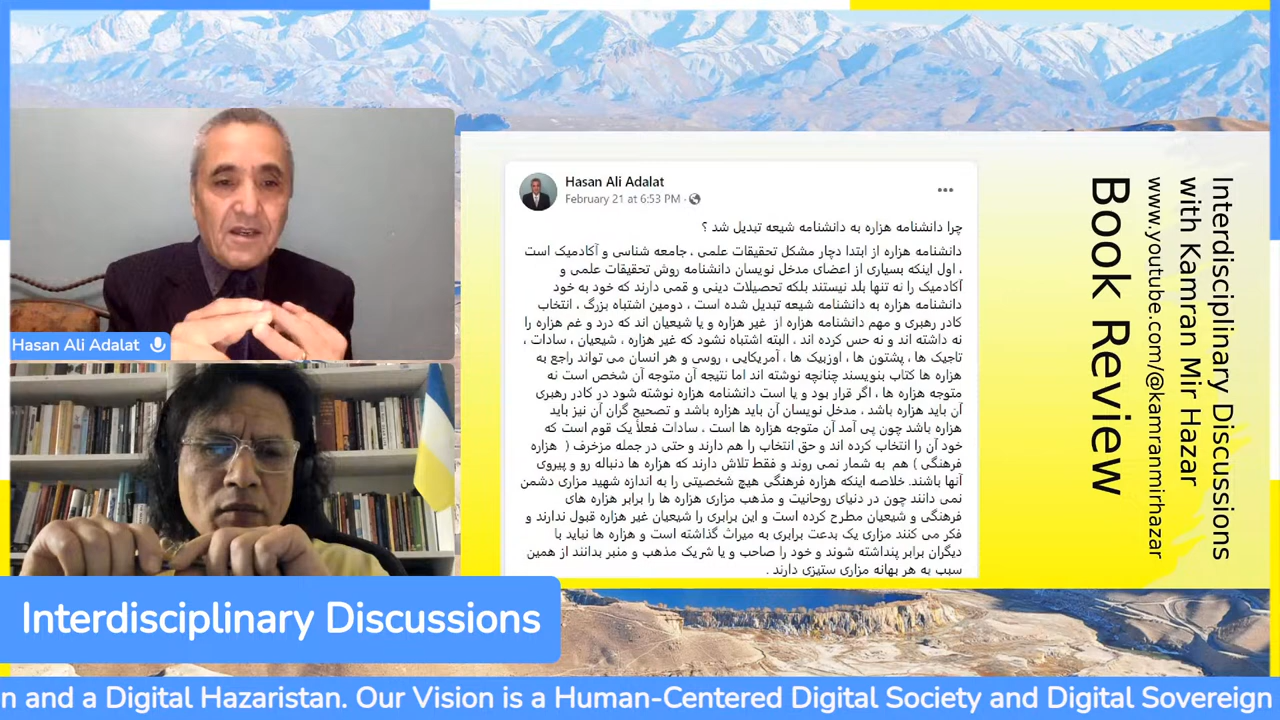 Hasan Ali Adalat
Hasan Ali Adalat
February 21 at 6:53 PM ·
چرا دانشنامه هزاره به دانشنامه شیعه تبدیل شد ؟
دانشنامه هزاره از ابتدا دچار مشکل تحقیقات علمی ، جامعه شناسی و آکادمیک است
، اول اینکه بسیاری از اعضای مدخل نویسان دانشنامه روش تحقیقات علمی و
آکادمیک را نه تنها بلد نیستند بلکه تحصیلات دینی و قمی دارند که خود به خود
دانشنامه هزاره به دانشنامه شیعه تبدیل شده است ، دومین اشتباه بزرگ ، انتخاب
کادر رهبری و مهم دانشنامه هزاره از غیر هزاره و یا شیعیان اند که درد و غم هزاره را
نه داشته اند و نه حس کرده اند ، البته اشتباه نشود که غیر هزاره ، شیعیان ، سادات ،
تاجیک ها ، پشتون ها ، اوزبیک ها ، آمریکایی ، روسی و هر انسان می تواند راجع به
هزاره ها کتاب بنویسند چنانچه نوشته اند اما نتیجه آن متوجه آن شخص است نه
متوجه هزاره ها ، اگر قرار بود و یا است دانشنامه هزاره نوشته شود در کادر رهبری
آن باید هزاره باشد ، مدخل نویسان آن باید هزاره باشد و تصحیح گران آن نیز باید
هزاره باشد چون پی آمد آن متوجه هزاره ها است ، سادات فعلاً یک قوم است که
خود آن را انتخاب کرده اند و حق انتخاب را هم دارند و حتی در جمله مزخرف ( هزاره
فرهنگی ) هم به شمار نمی روند و فقط تلاش دارند که هزاره ها دنباله رو و پیروی
آنها باشند. خلاصه اینکه هزاره فرهنگی هیچ شخصیتی را به اندازه شهید مزاری دشمن
نمی دانند چون در دنیای روحانیت و مذهب مزاری هزاره ها را برابر هزاره های
فرهنگی و شیعیان مطرح کرده است و این برابری را شیعیان غیر هزاره قبول ندارند و
فکر می کنند مزاری یک بدعت برابری به میراث گذاشته است و هزاره ها نباید با
دیگران برابر پنداشته شوند و خود را صاحب و یا شریک مذهب و منبر بدانند از همین
سبب به هر بهانه مزاری ستیزی دارند .
Interdisciplinary Discussions
with Kamran Mir Hazar
www.youtube.com/@kamranmirhazar
Book Review
Interdisciplinary Discussions
n and a Digital Hazaristan. Our Vision is a Human-Centered Digital Society and Digital Sovereign